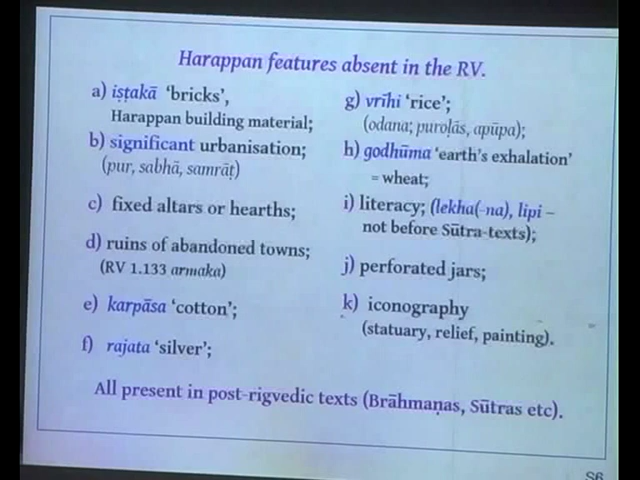 Harappan features absent in the RV.
a) iṣṭakā ‘bricks’,
Harappan building material;
b) significant urbanisation;
(pur, sabhā, samrāṭ)
c) fixed altars or hearths;
d) ruins of abandoned towns;
(RV 1.133 armaka)
e) karpāsa ‘cotton’;
f) rajata ‘silver’;
g) vrīhi ‘rice’;
(odana; puroḷās, apūpa);
h) godhūma ‘earth’s exhalation’
= wheat;
i) literacy; (lekha(-na), lipi –
not before Sūtra-texts);
j) perforated jars;
k) iconography
(statuary, relief, painting).
All present in post-rigvedic texts (Brāhmaṇas, Sūtras etc).
S6